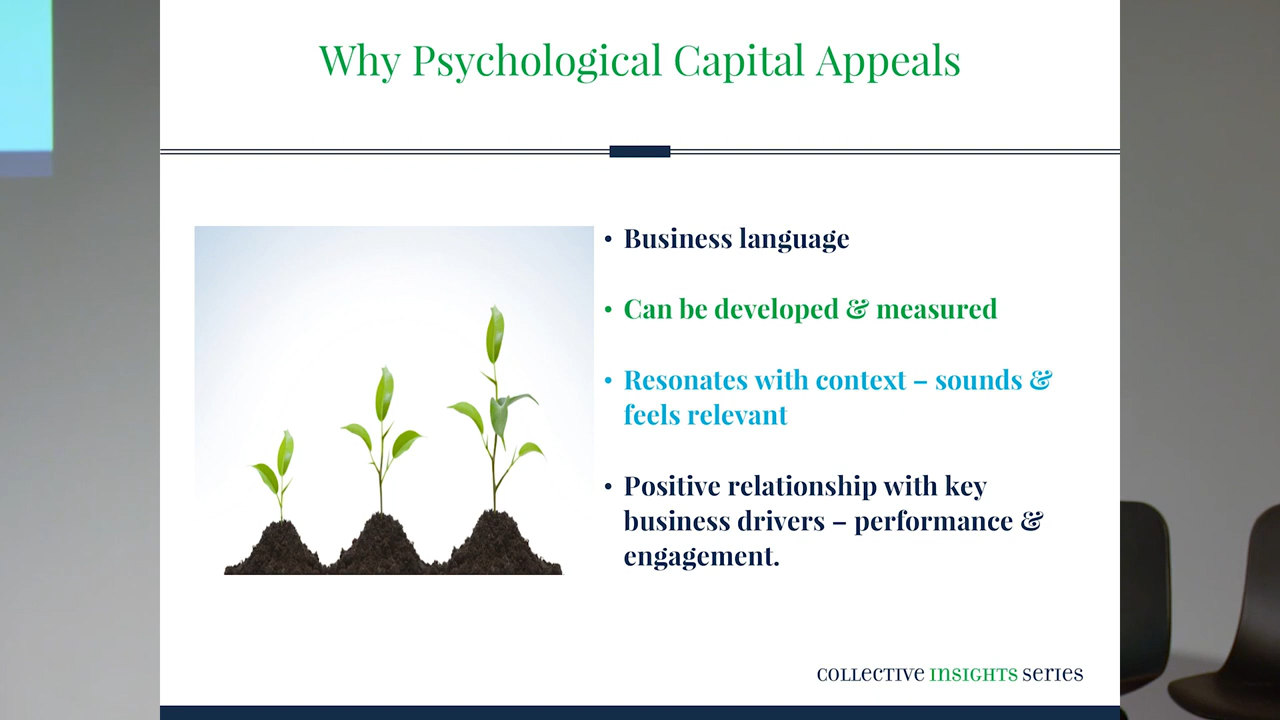 Why Psychological Capital Appeals
• Business language
• Can be developed & measured
• Resonates with context – sounds &
feels relevant
• Positive relationship with key
business drivers – performance &
engagement.
COLLECTIVE INSIGHTS SERIES